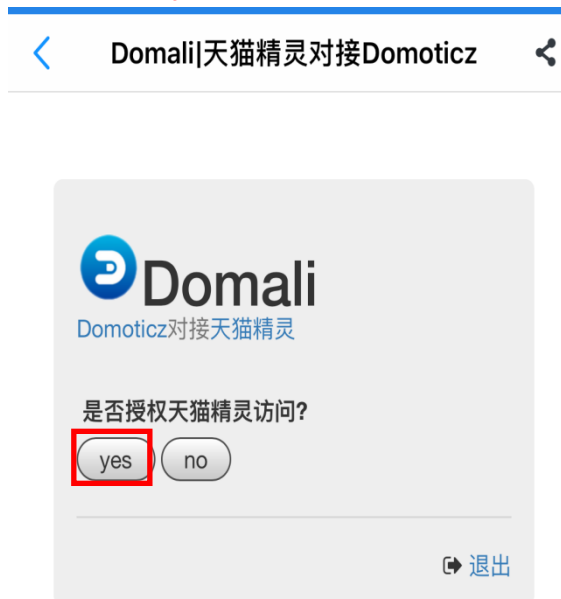 Domali|天猫精灵对接Domoticz
Domali
Domoticz对接天猫精灵
是否授权天猫精灵访问?
yes no
退出